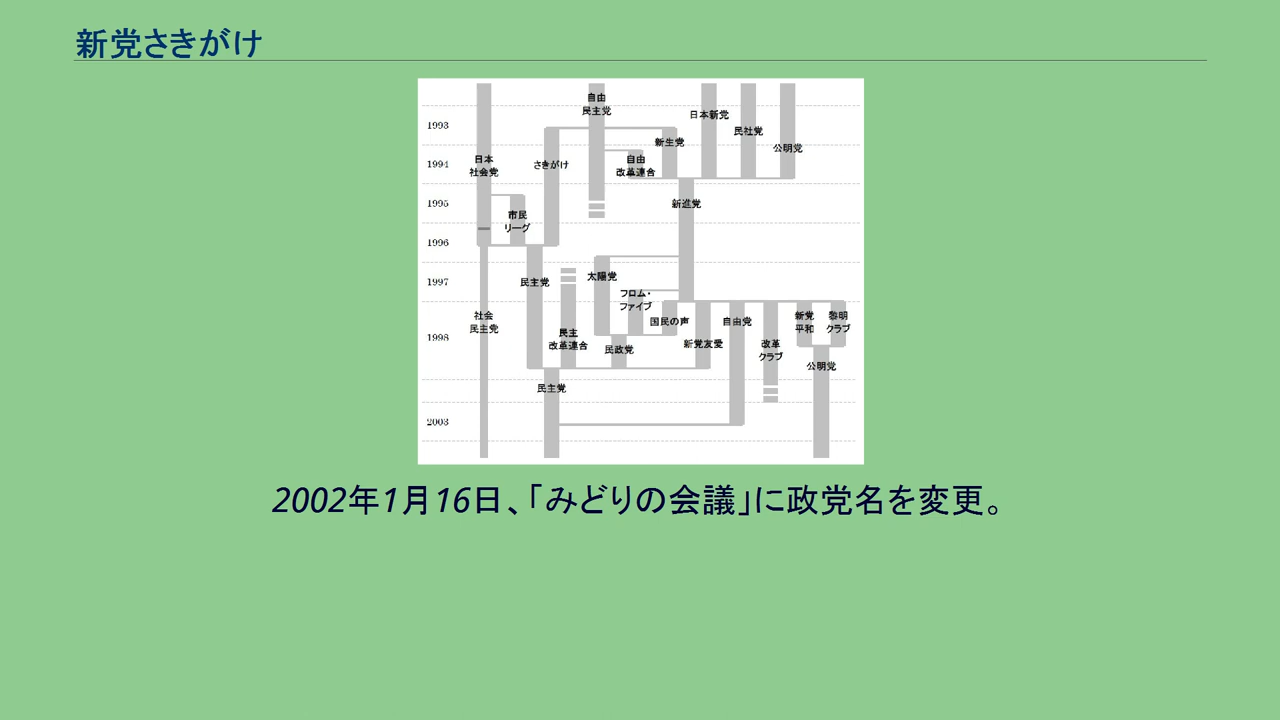 新党さきがけ
自由
民主党
日本新党
1993
民社党
新生党
公明党
1994
日本
社会党
さきがけ
自由
改革連合
1995
新進党
市民
リーグ
1996
1997
民主党
太陽党
フロム・
ファイブ
社会
民主党
国民の声
自由党
新党
平和
黎明
クラブ
1998
民主
改革連合
民政党
新党友愛
改革
クラブ
公明党
民主党
2003
2002年1月16日、「みどりの会議」に政党名を変更。